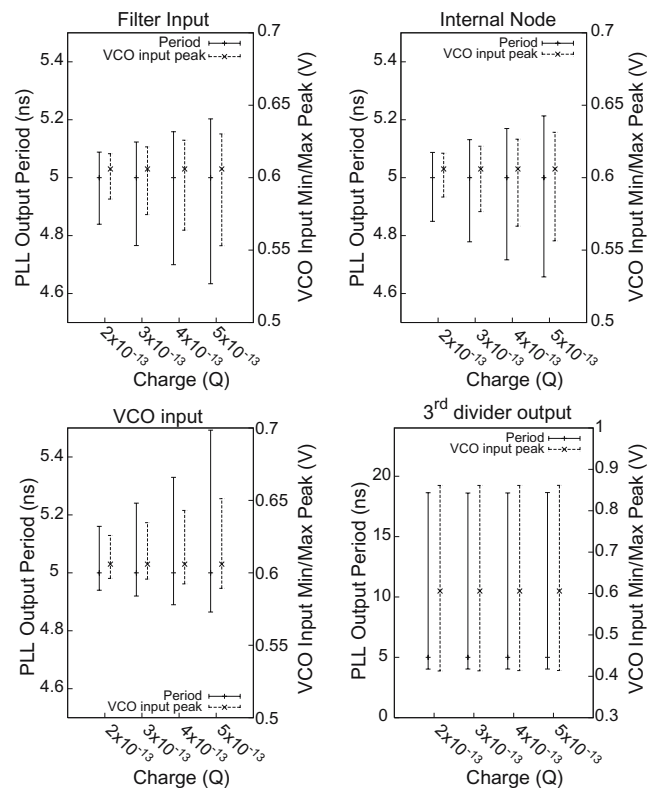 Filter Input
PLL Output Period (ns)
5.4
5.2
5
4.8
4.6
Period
VCO input peak
0.7
0.65
0.6
0.55
0.5
VCO Input Min/Max Peak (V)
2x10-13
3x10-13
4x10-13
5x10-13
Charge (Q)
Internal Node
PLL Output Period (ns)
5.4
5.2
5
4.8
4.6
Period
VCO input peak
0.7
0.65
0.6
0.55
0.5
VCO Input Min/Max Peak (V)
2x10-13
3x10-13
4x10-13
5x10-13
Charge (Q)
VCO input
PLL Output Period (ns)
5.4
5.2
5
4.8
4.6
0.7
0.65
0.6
0.55
0.5
VCO Input Min/Max Peak (V)
Period
VCO input peak
2x10-13
3x10-13
4x10-13
5x10-13
Charge (Q)
3rd divider output
PLL Output Period (ns)
20
15
10
5
0
Period
VCO input peak
1
0.9
0.8
0.7
0.6
0.5
0.4
0.3
VCO Input Min/Max Peak (V)
2x10-13
3x10-13
4x10-13
5x10-13
Charge (Q)